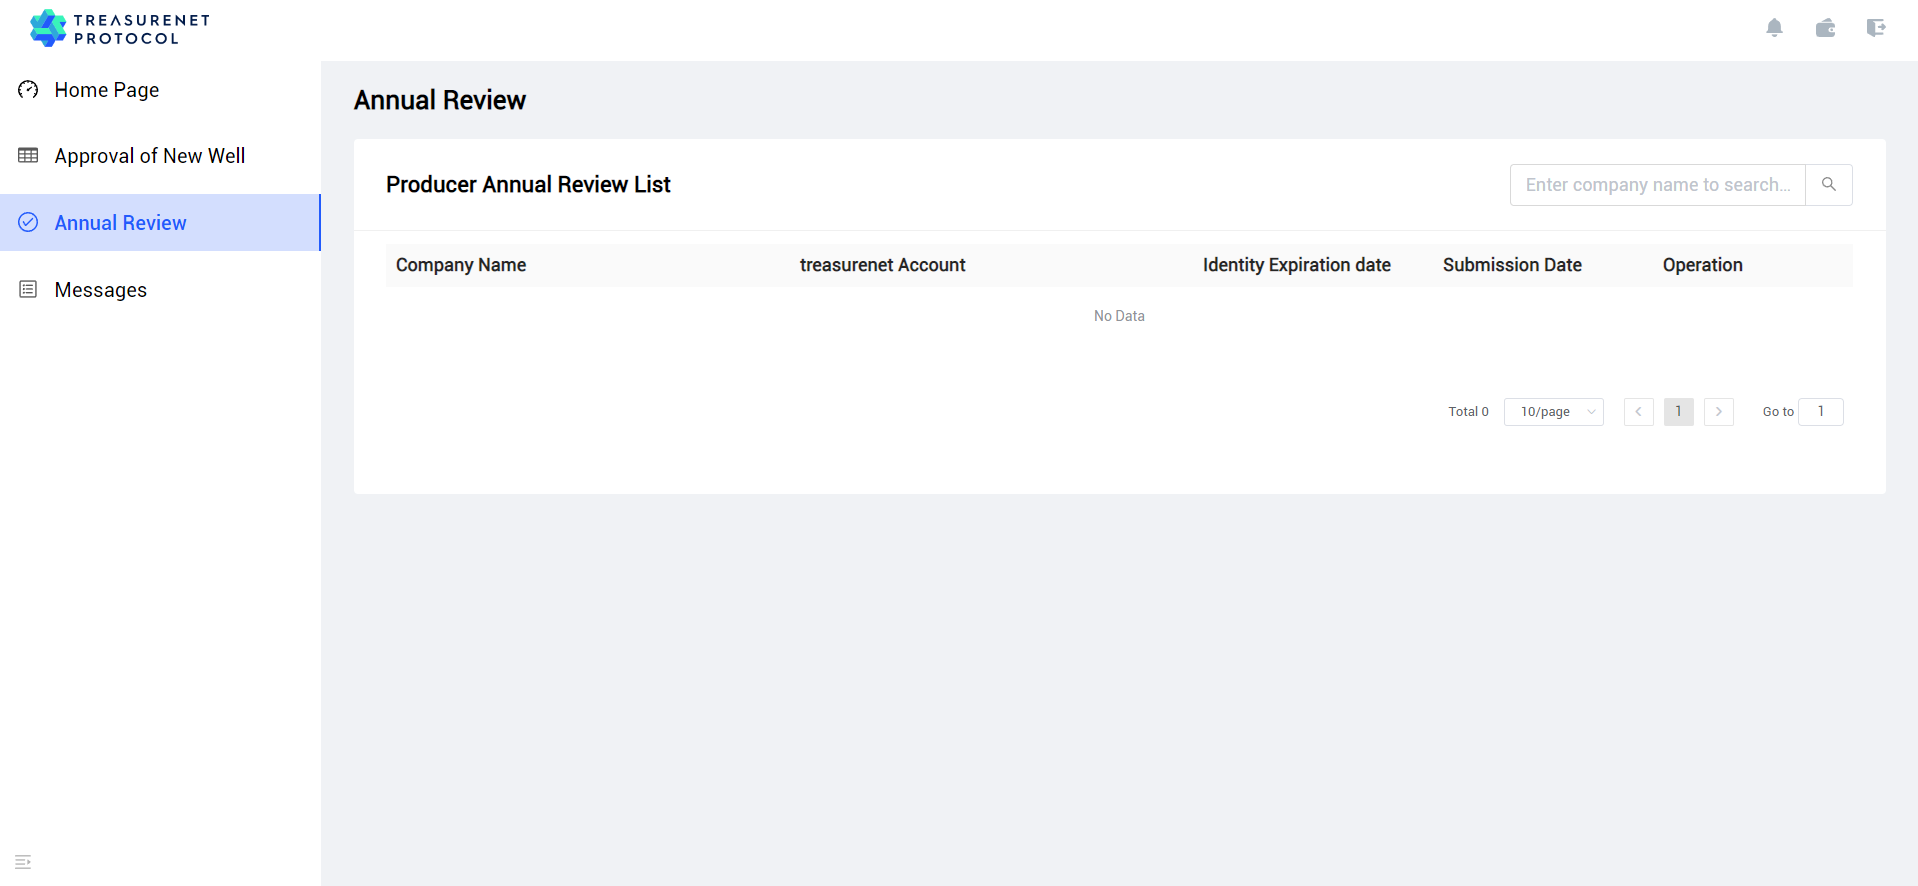 TREASURENET
PROTOCOL
Home Page
Approval of New Well
Annual Review
Messages
Annual Review
Producer Annual Review List
Enter company name to search...
Company Name treasurenet Account Identity Expiration date Submission Date Operation
No Data
Total 0 10/page 1 Go to 1